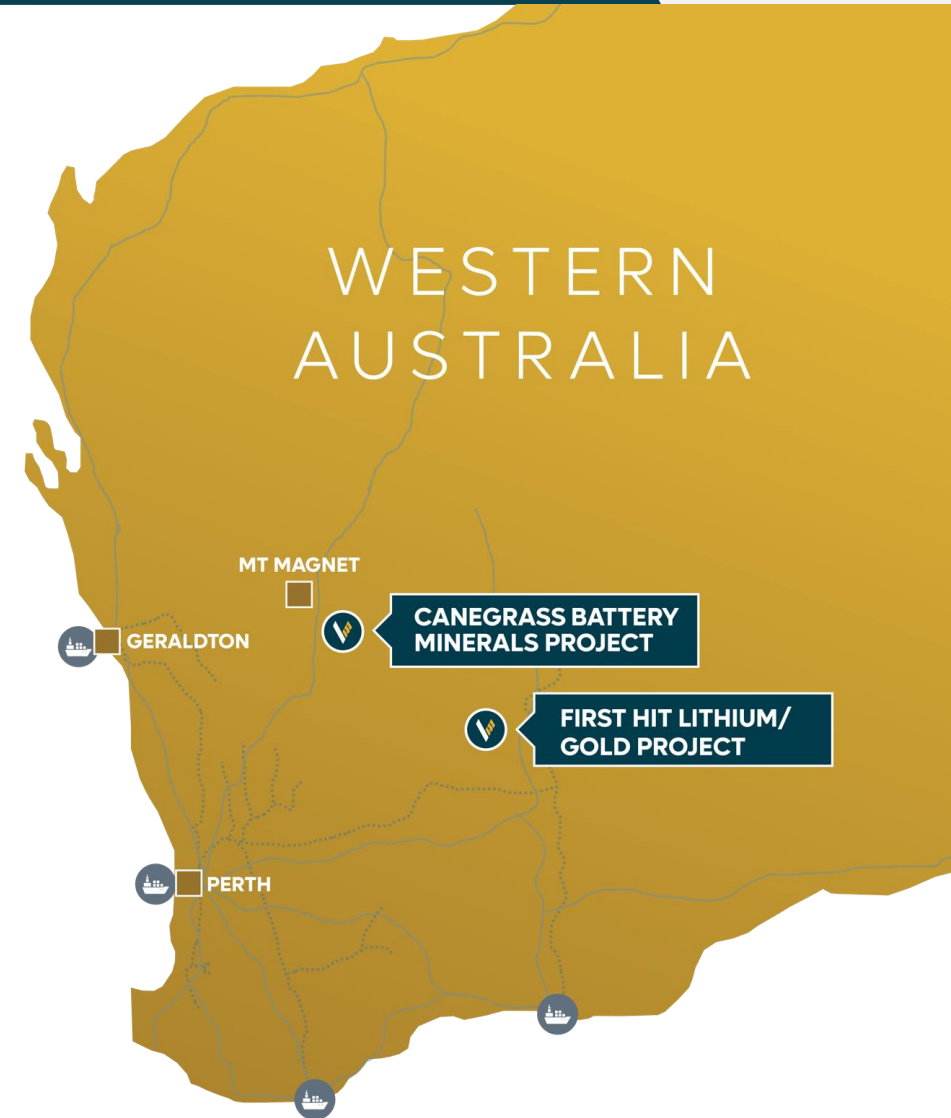 WESTERN
AUSTRALIA
MT MAGNET
CANEGRASS BATTERY
MINERALS PROJECT
GERALDTON
FIRST HIT LITHIUM/
GOLD PROJECT
PERTH